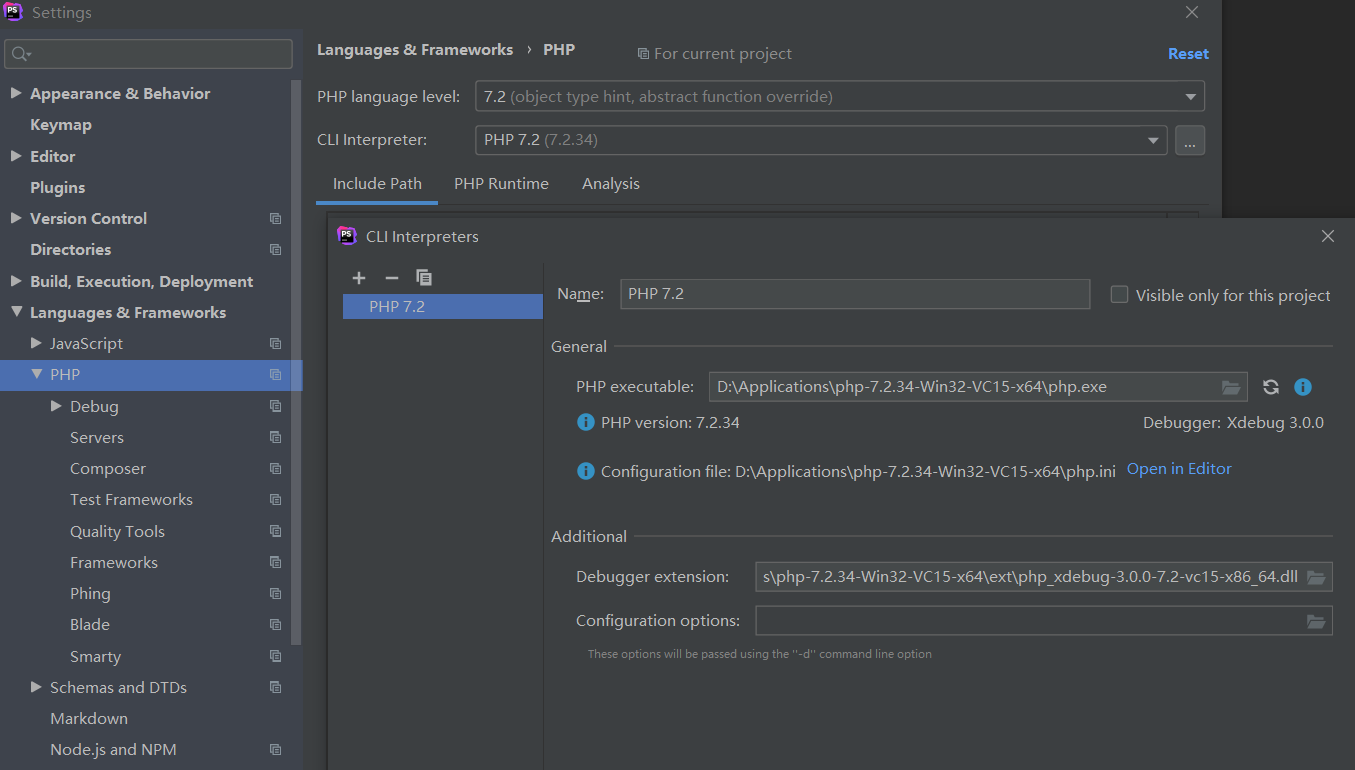 Settings
Languages & Frameworks › PHP
For current project
Reset
Appearance & Behavior
Keymap
Editor
Plugins
Version Control
Directories
Build, Execution, Deployment
Languages & Frameworks
JavaScript
PHP
Debug
Servers
Composer
Test Frameworks
Quality Tools
Frameworks
Phing
Blade
Smarty
Schemas and DTDs
Markdown
Node.js and NPM
PHP language level: 7.2 (object type hint, abstract function override)
CLI Interpreter: PHP 7.2 (7.2.34) ...
Include Path PHP Runtime Analysis
PS CLI Interpreters
PHP 7.2
Name: PHP 7.2 Visible only for this project
General
PHP executable: D:\Applications\php-7.2.34-Win32-VC15-x64\php.exe
PHP version: 7.2.34 Debugger: Xdebug 3.0.0
Configuration file: D:\Applications\php-7.2.34-Win32-VC15-x64\php.ini Open in Editor
Additional
Debugger extension: s\php-7.2.34-Win32-VC15-x64\ext\php_xdebug-3.0.0-7.2-vc15-x86_64.dll
Configuration options:
These options will be passed using the "-d" command line option